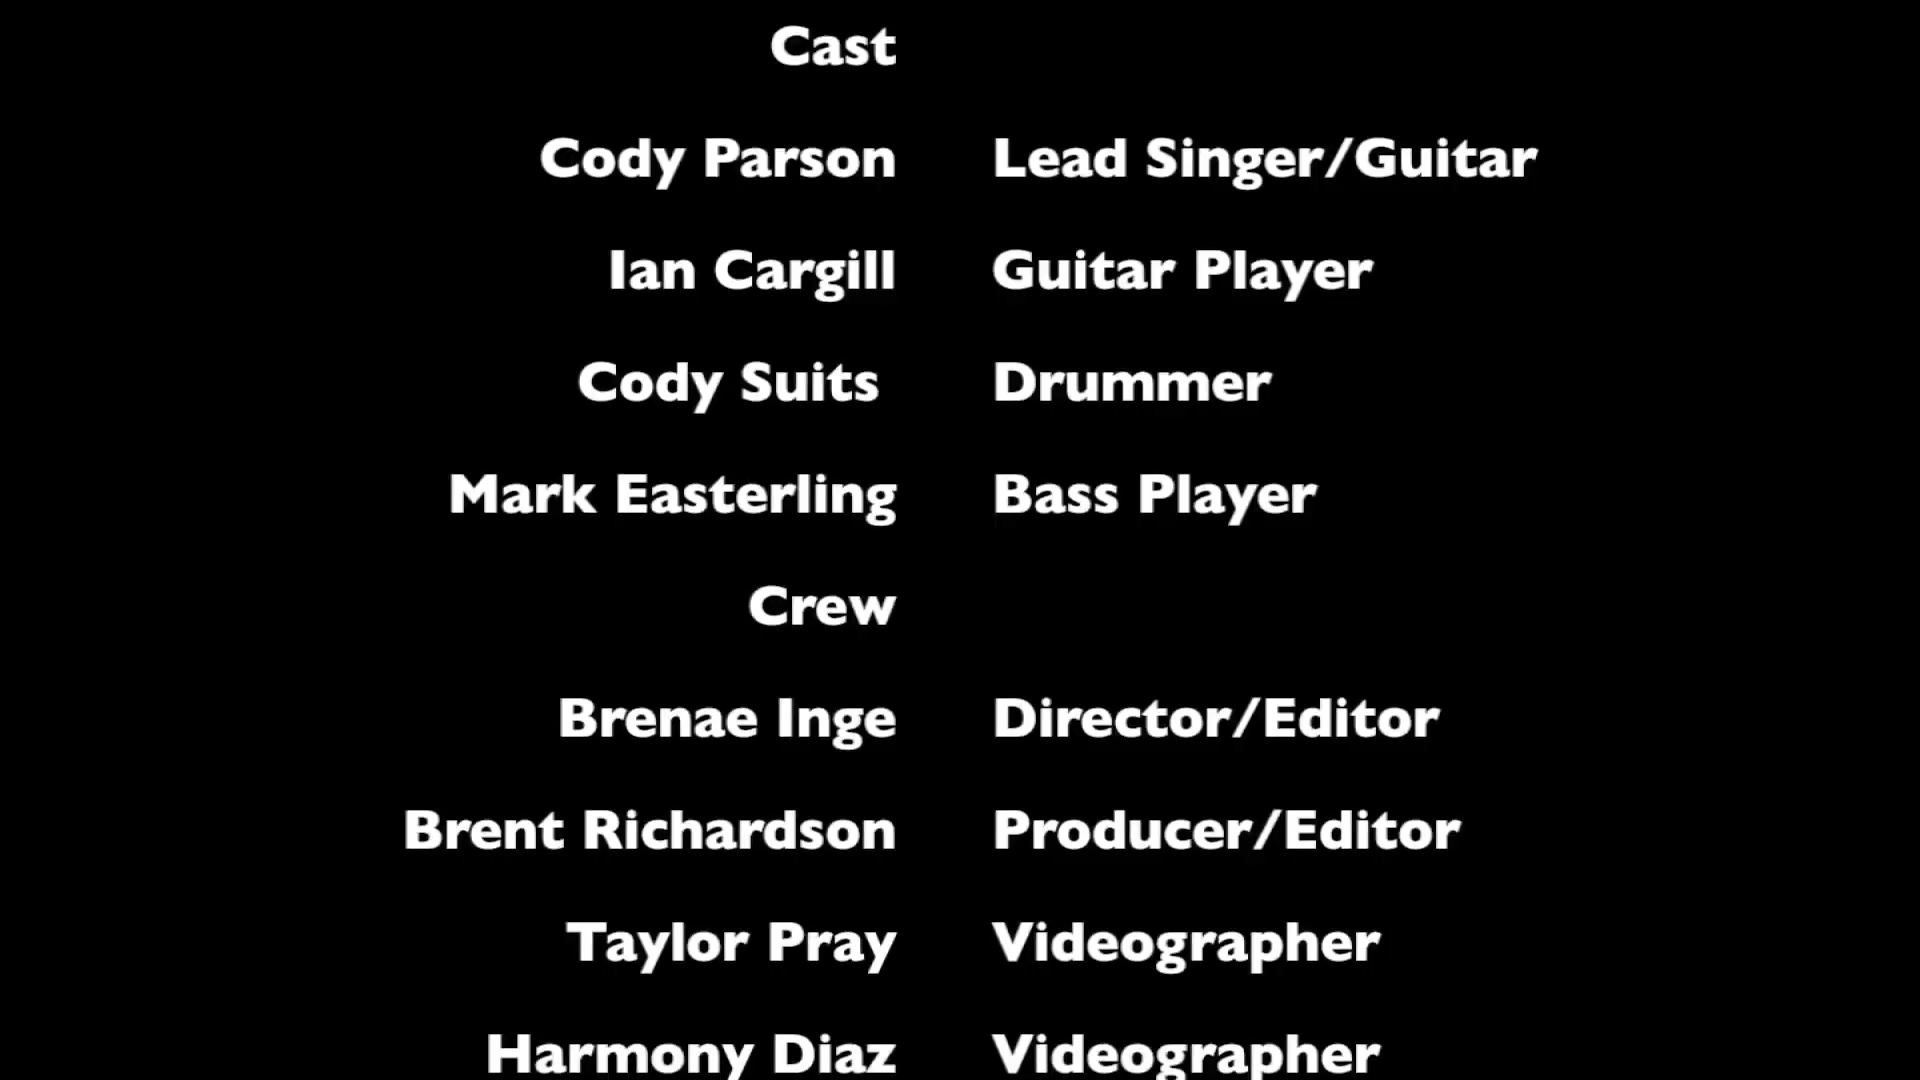 Cast
Cody Parson Lead Singer/Guitar
Ian Cargill Guitar Player
Cody Suits Drummer
Mark Easterling Bass Player
Crew
Brenae Inge Director/Editor
Brent Richardson Producer/Editor
Taylor Pray Videographer
Harmony Diaz Videographer